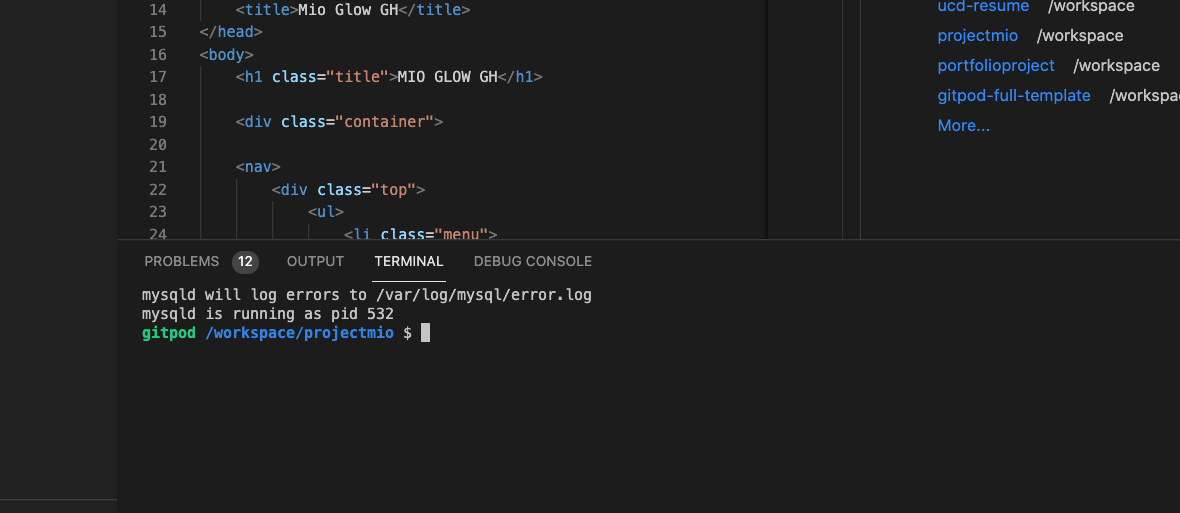 14 <title>Mio Glow GH</title>
15 </head>
16 <body>
17 <h1 class="title">MIO GLOW GH</h1>
18
19 <div class="container">
20
21 <nav>
22 <div class="top">
23 <ul>
24 <li class="menu">
ucd-resume /workspace
projectmio /workspace
portfolioproject /workspace
gitpod-full-template /workspa
More...
PROBLEMS 12 OUTPUT TERMINAL DEBUG CONSOLE
mysqld will log errors to /var/log/mysql/error.log
mysqld is running as pid 532
gitpod /workspace/projectmio $